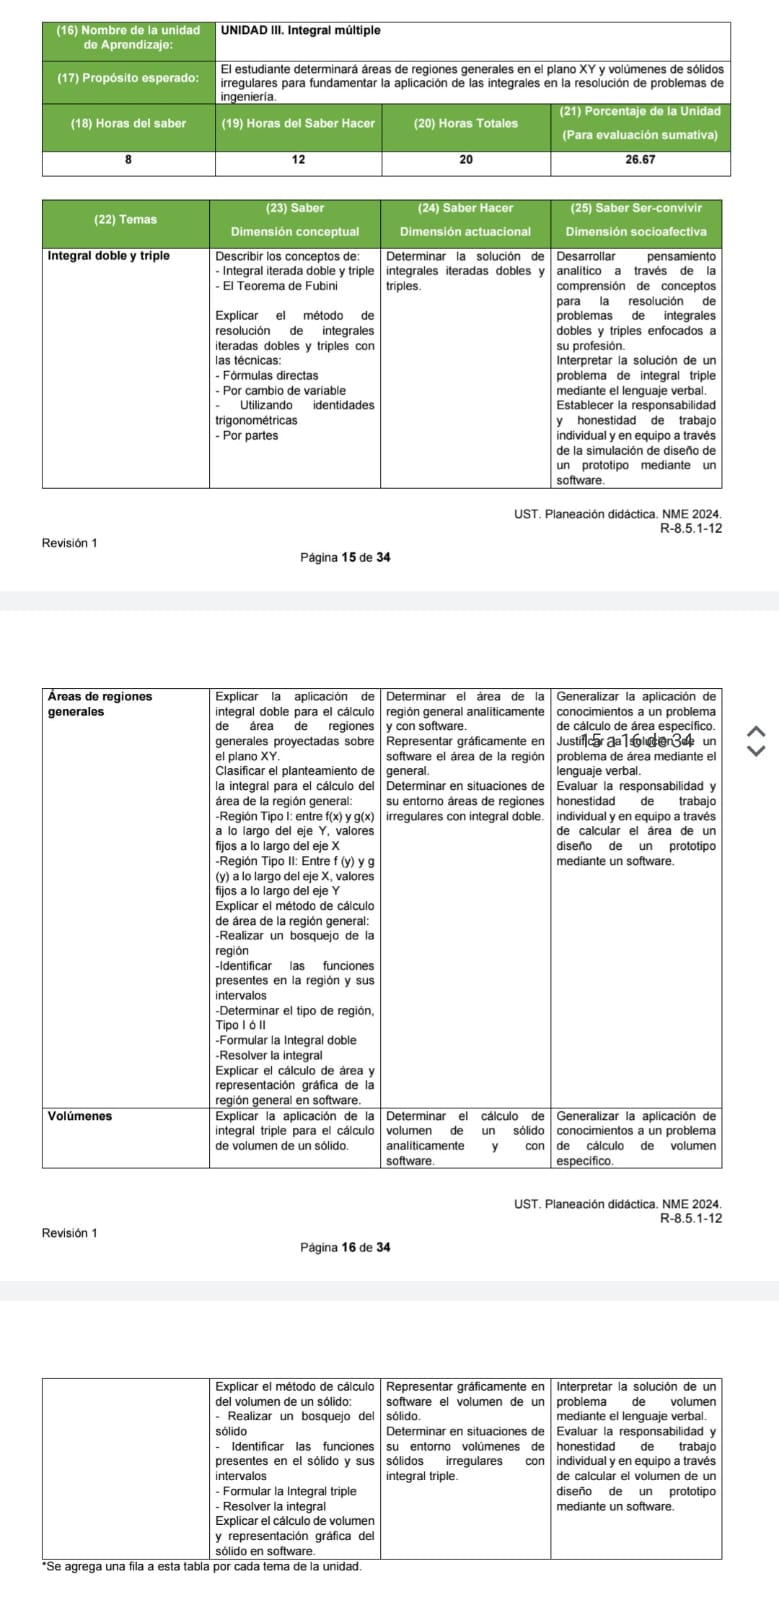 (16) Nombre de la unidad
de Aprendizaje:
UNIDAD III. Integral múltiple
(17) Propósito esperado:
El estudiante determinará áreas de regiones generales en el plano XY y volúmenes de sólidos
irregulares para fundamentar la aplicación de las integrales en la resolución de problemas de
ingeniería.
(18) Horas del saber
(19) Horas del Saber Hacer
(20) Horas Totales
(21) Porcentaje de la Unidad
(Para evaluación sumativa)
8
12
20
26.67
(22) Temas
(23) Saber
Dimensión conceptual
(24) Saber Hacer
Dimensión actuacional
(25) Saber Ser-convivir
Dimensión socioafectiva
Integral doble y triple
Describir los conceptos de:
- Integral iterada doble y triple
- El Teorema de Fubini
Explicar el método de
resolución de integrales
iteradas dobles y triples con
las técnicas:
- Fórmulas directas
- Por cambio de variable
- Utilizando identidades
trigonométricas
- Por partes
Determinar la solución de
integrales iteradas dobles y
triples.
Desarrollar pensamiento
analítico a través de la
comprensión de conceptos
para la resolución de
problemas de integrales
dobles y triples enfocados a
su profesión.
Interpretar la solución de un
problema de integral triple
mediante el lenguaje verbal.
Establecer la responsabilidad
y honestidad de trabajo
individual y en equipo a través
de la simulación de diseño de
un prototipo mediante un
software.
UST. Planeación didáctica. NME 2024.
R-8.5.1-12
Revisión 1
Página 15 de 34
Áreas de regiones
generales
Explicar la aplicación de
integral doble para el cálculo
de área de regiones
generales proyectadas sobre
el plano XY.
Clasificar el planteamiento de
la integral para el cálculo del
área de la región general:
-Región Tipo I: entre f(x) y g(x)
a lo largo del eje Y, valores
fijos a lo largo del eje X
-Región Tipo II: Entre f (y) y g
(y) a lo largo del eje X, valores
fijos a lo largo del eje Y
Explicar el método de cálculo
de área de la región general:
-Realizar un bosquejo de la
región
-Identificar las funciones
presentes en la región y sus
intervalos
-Determinar el tipo de región,
Tipo I ó II
-Formular la Integral doble
-Resolver la integral
Explicar el cálculo de área y
representación gráfica de la
región general en software.
Determinar el área de la
región general analíticamente
y con software.
Representar gráficamente en
software el área de la región
general.
Determinar en situaciones de
su entorno áreas de regiones
irregulares con integral doble.
Generalizar la aplicación de
conocimientos a un problema
de cálculo de área específico.
Justificar la solución de un
problema de área mediante el
lenguaje verbal.
Evaluar la responsabilidad y
honestidad de trabajo
individual y en equipo a través
de calcular el área de un
diseño de un prototipo
mediante un software.
15 a 16 de 34
Volúmenes
Explicar la aplicación de la
integral triple para el cálculo
de volumen de un sólido.
Determinar el cálculo de
volumen de un sólido
analíticamente y con
software.
Generalizar la aplicación de
conocimientos a un problema
de cálculo de volumen
específico.
UST. Planeación didáctica. NME 2024.
R-8.5.1-12
Revisión 1
Página 16 de 34
Explicar el método de cálculo
del volumen de un sólido:
- Realizar un bosquejo del
sólido
- Identificar las funciones
presentes en el sólido y sus
intervalos
- Formular la Integral triple
- Resolver la integral
Explicar el cálculo de volumen
y representación gráfica del
sólido en software.
Representar gráficamente en
software el volumen de un
sólido.
Determinar en situaciones de
su entorno volúmenes de
sólidos irregulares con
integral triple.
Interpretar la solución de un
problema de volumen
mediante el lenguaje verbal.
Evaluar la responsabilidad y
honestidad de trabajo
individual y en equipo a través
de calcular el volumen de un
diseño de un prototipo
mediante un software.
*Se agrega una fila a esta tabla por cada tema de la unidad.